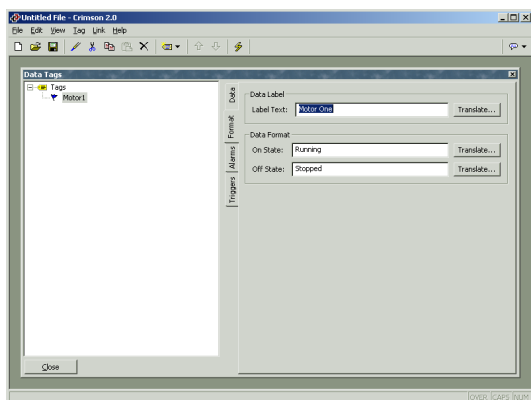 Untitled File - Crimson 2.0
File Edit View Tag Link Help
Data Tags
Tags
Motor1
Data
Format
Alarms
Triggers
Data Label
Label Text: Motor One Translate...
Data Format
On State: Running Translate...
Off State: Stopped Translate...
Close
OVER CAPS NUM